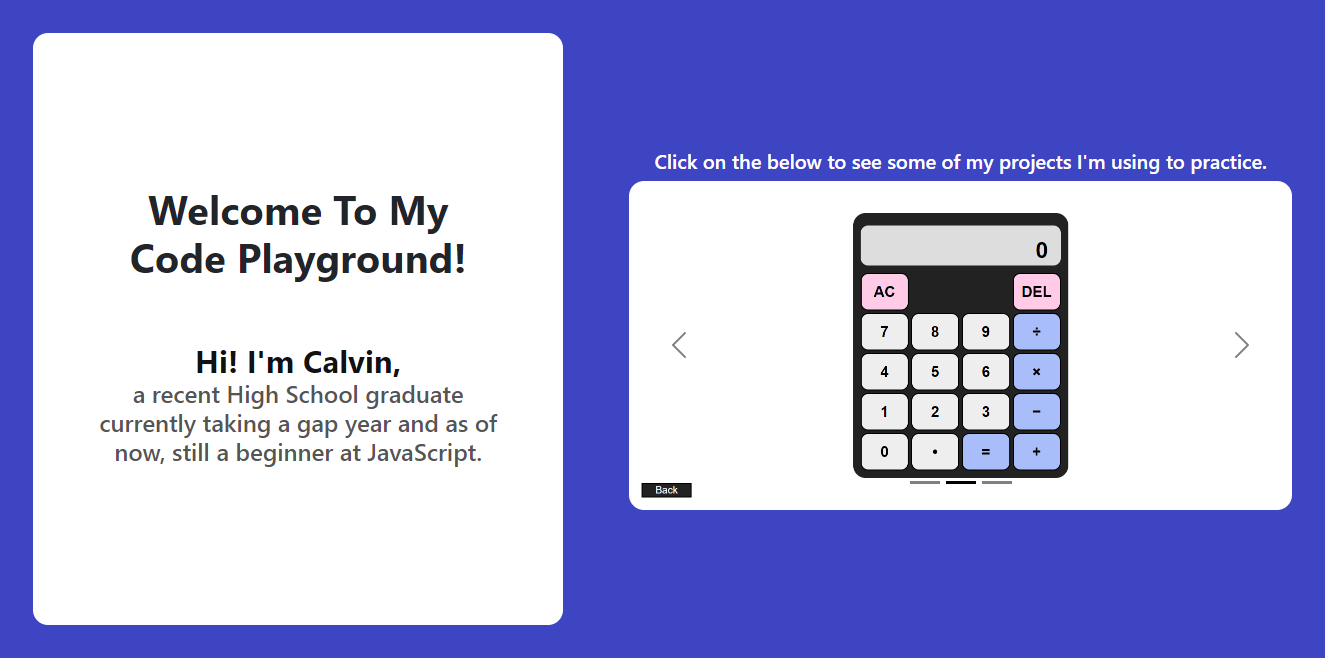 Welcome To My
Code Playground!
Hi! I'm Calvin,
a recent High School graduate
currently taking a gap year and as of
now, still a beginner at JavaScript.
Click on the below to see some of my projects I'm using to practice.
0
AC DEL
7 8 9 ÷
4 5 6 ×
1 2 3 −
0 • = +
Back